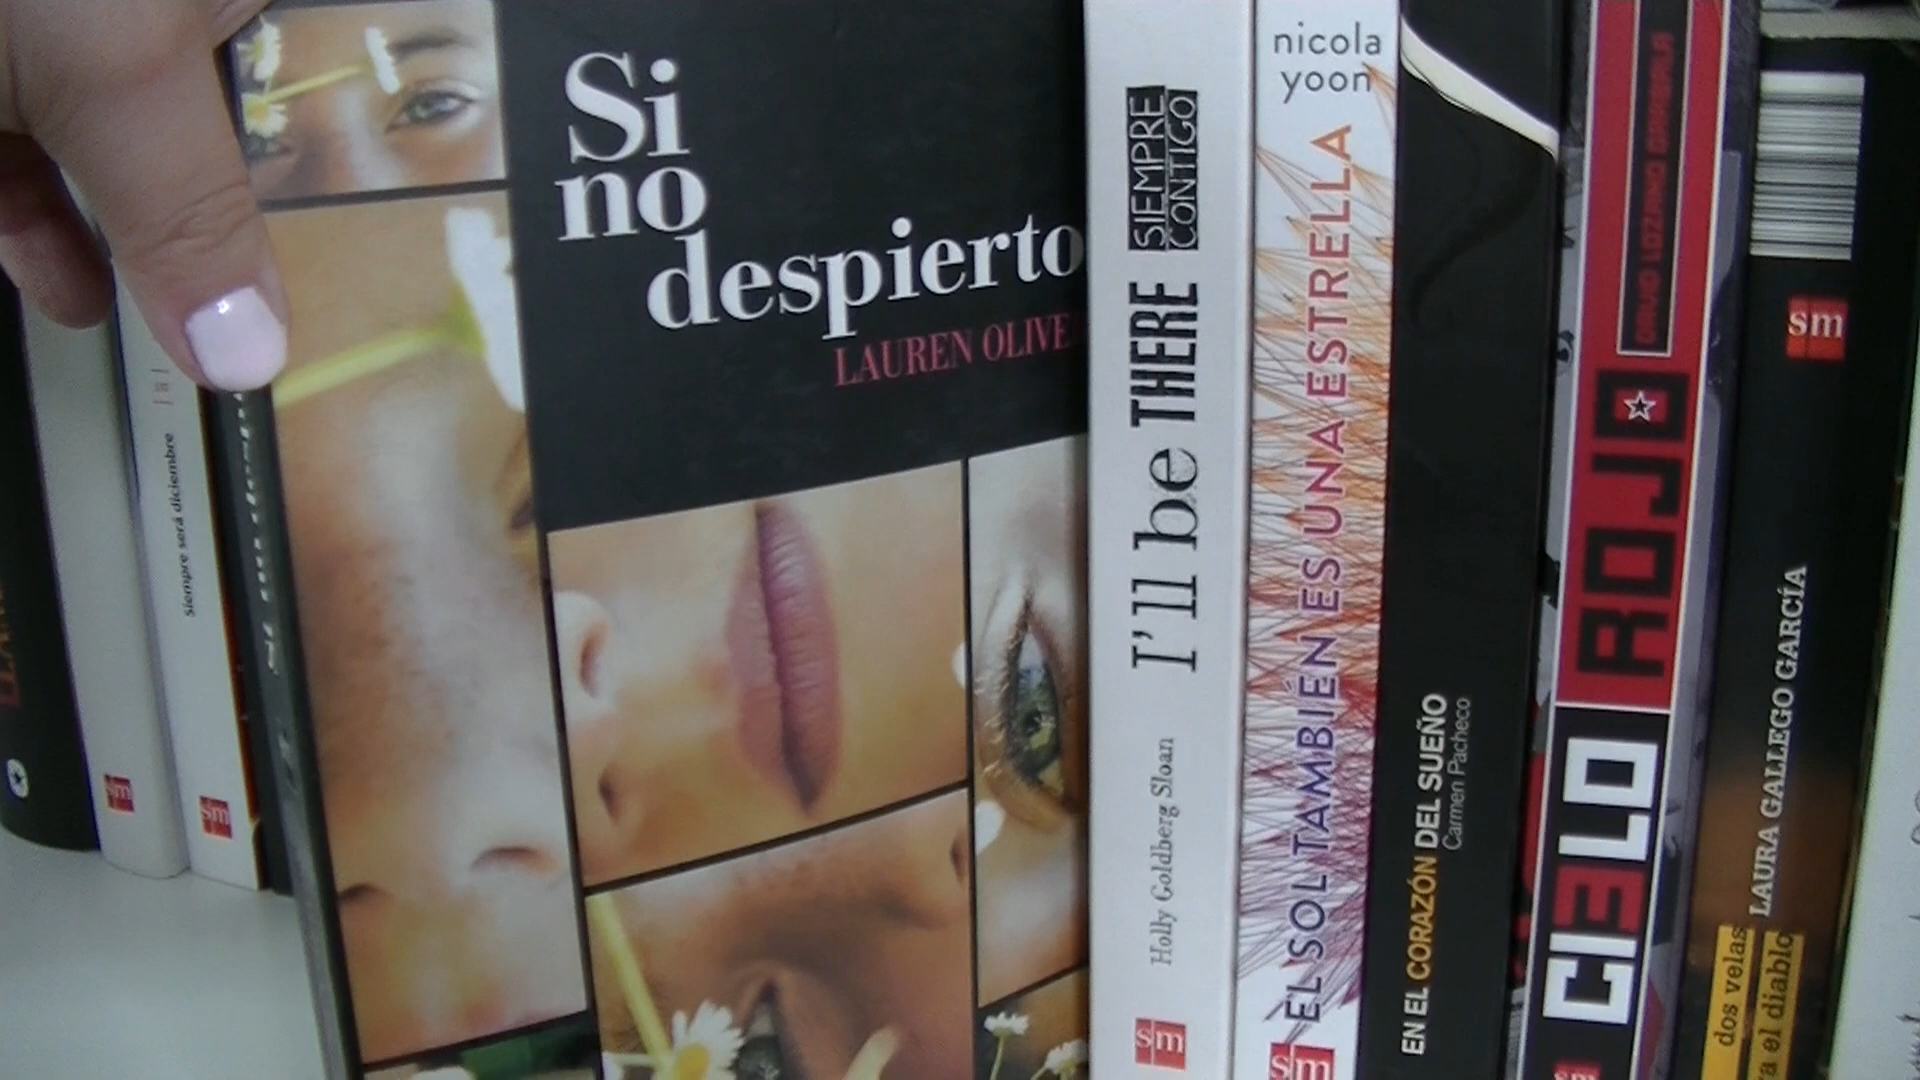 siempre será diciembre
sm
sm
Si
no
despierto
LAUREN OLIVE
I'll be THERE
SIEMPRE
CONTIGO
Holly Goldberg Sloan
sm
nicola
yoon
EL SOL TAMBIÉN ES UNA ESTRELLA
sm
EN EL CORAZÓN DEL SUEÑO
Carmen Pacheco
CIELO ROJO
sm
sm
LAURA GALLEGO GARCÍA
dos velas
el diablo